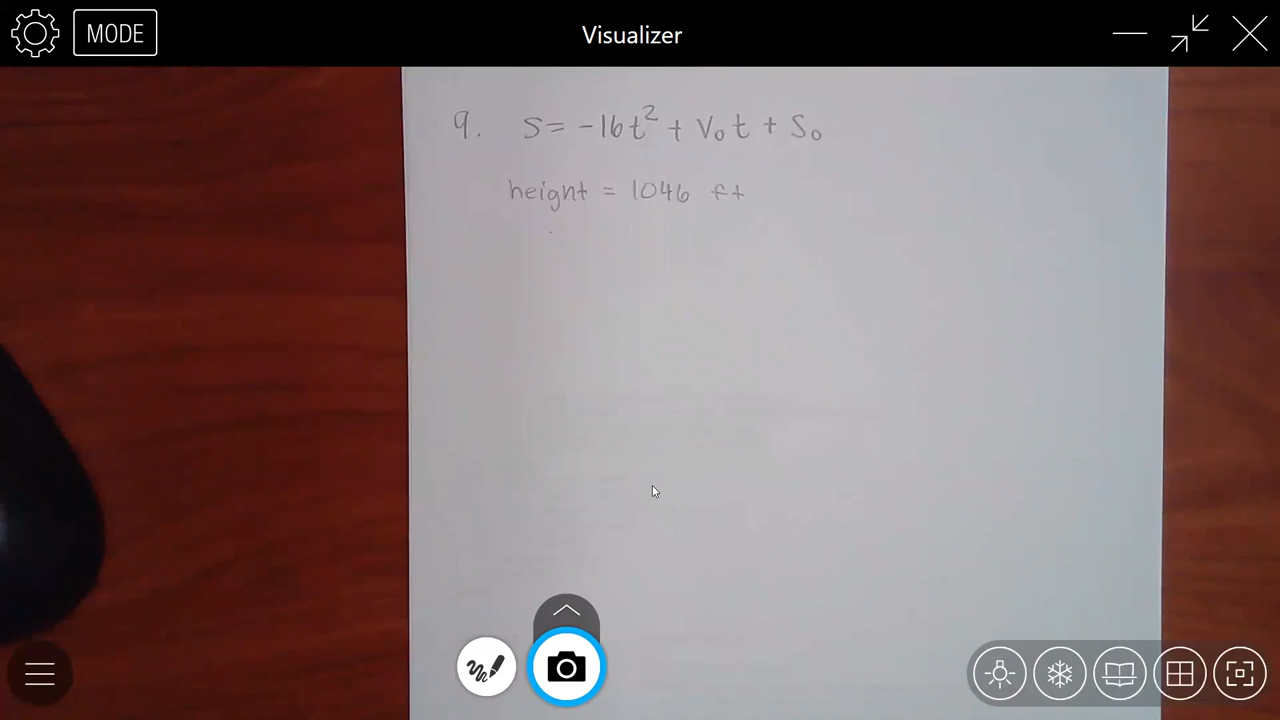 MODE
Visualizer
9. S = -16t² + V₀t + S₀
height = 1046 ft